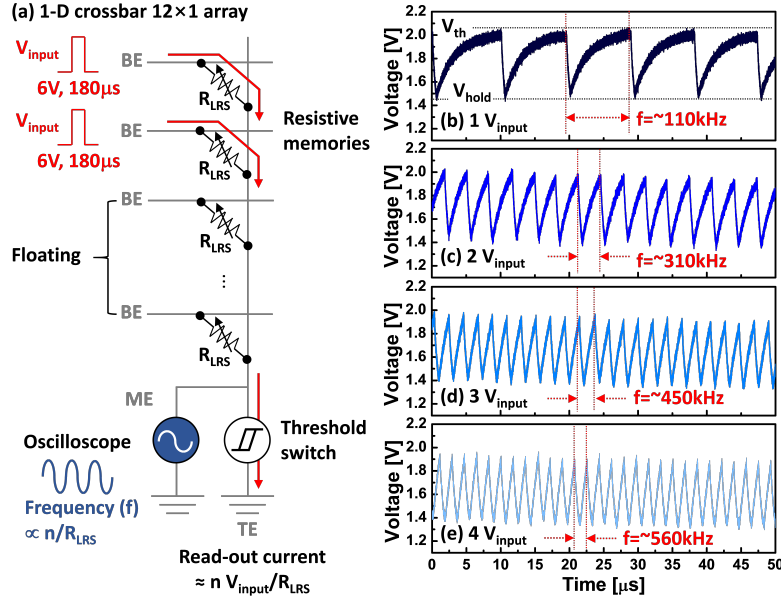 (a) 1-D crossbar 12×1 array
V_input
6V, 180μs
BE
R_LRS
Resistive
memories
V_input
6V, 180μs
BE
R_LRS
BE
R_LRS
Floating
...
BE
R_LRS
ME
Oscilloscope
Threshold
switch
Frequency (f)
∝ n/R_LRS
TE
Read-out current
≈ n V_input/R_LRS
Voltage [V]
2.0
1.8
1.6
1.4
1.2
V_th
V_hold
(b) 1 V_input
f=~110kHz
Voltage [V]
2.2
2.0
1.8
1.6
1.4
1.2
(c) 2 V_input
f=~310kHz
Voltage [V]
2.2
2.0
1.8
1.6
1.4
1.2
(d) 3 V_input
f=~450kHz
Voltage [V]
2.2
2.0
1.8
1.6
1.4
1.2
(e) 4 V_input
f=~560kHz
0 5 10 15 20 25 30 35 40 45 50
Time [μs]